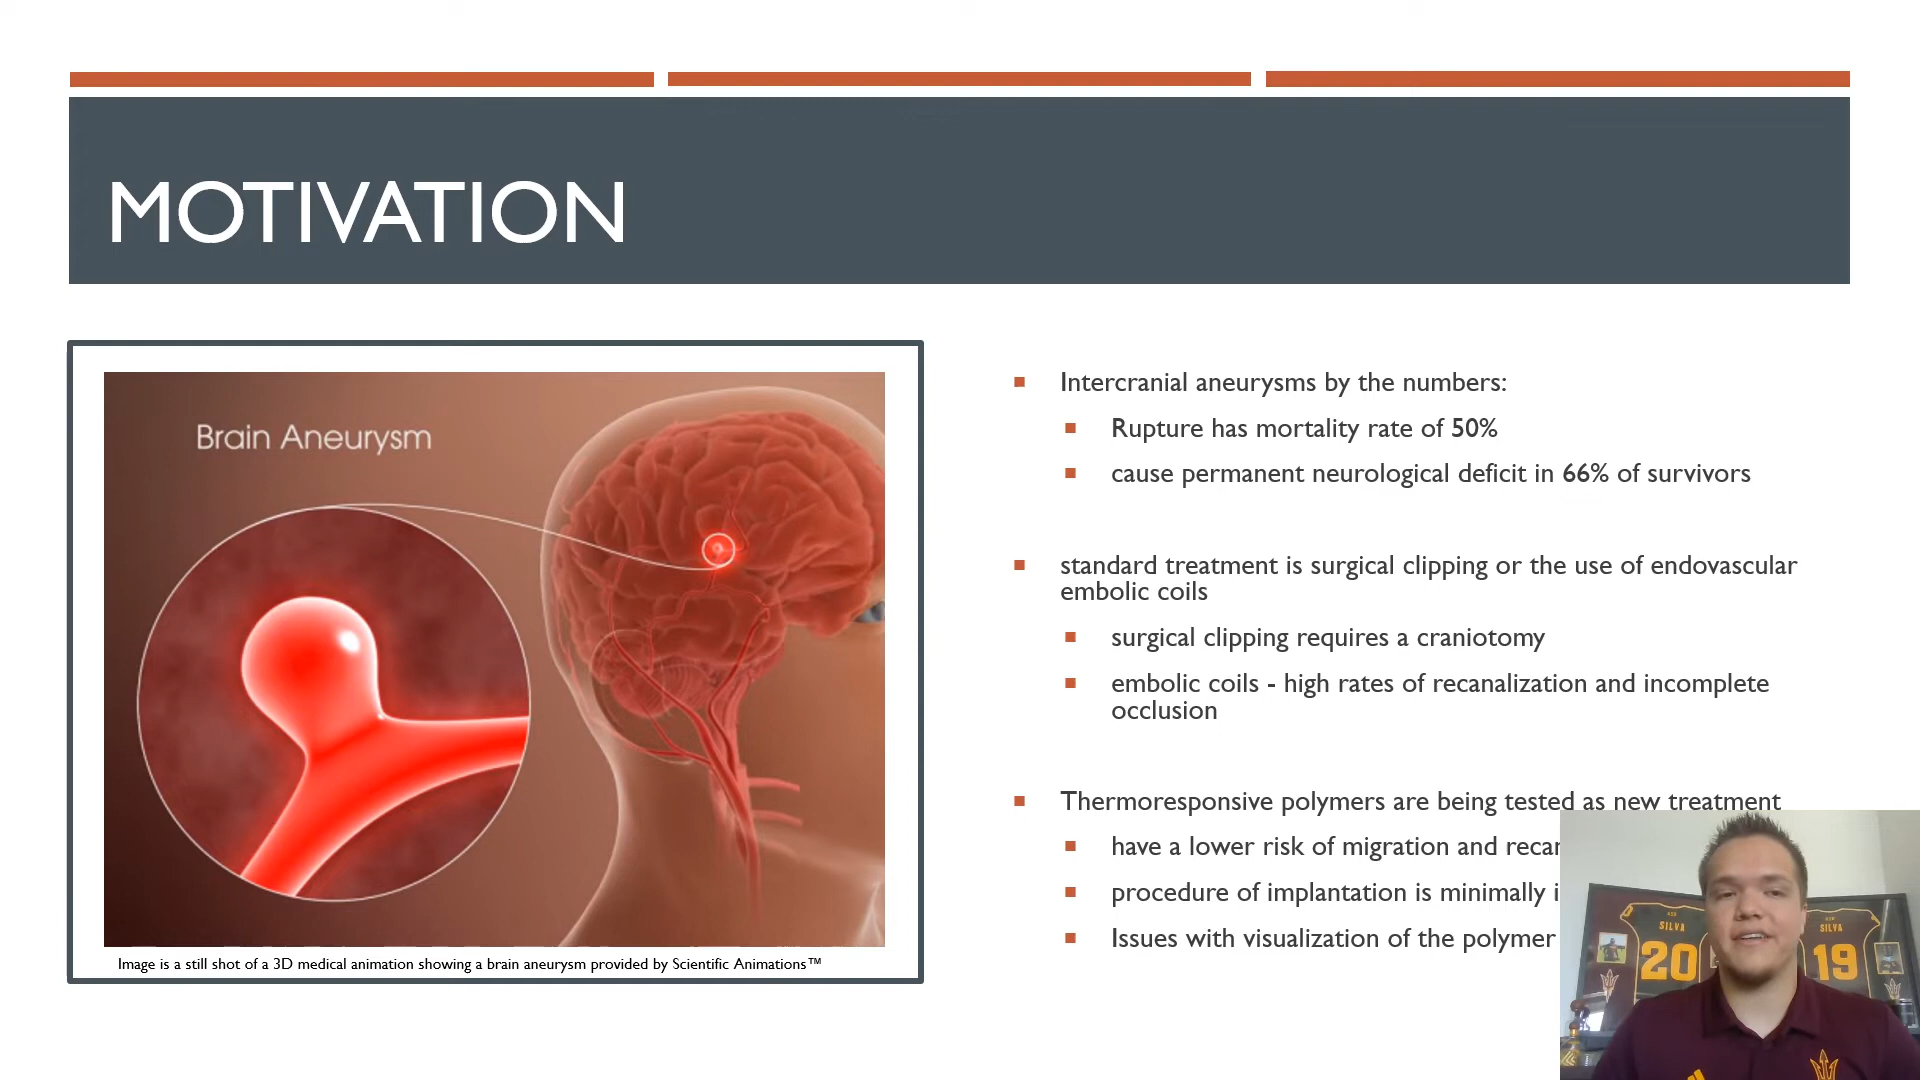 MOTIVATION
Brain Aneurysm
Image is a still shot of a 3D medical animation showing a brain aneurysm provided by Scientific Animations™
Intercranial aneurysms by the numbers:
Rupture has mortality rate of 50%
cause permanent neurological deficit in 66% of survivors
standard treatment is surgical clipping or the use of endovascular
embolic coils
surgical clipping requires a craniotomy
embolic coils - high rates of recanalization and incomplete
occlusion
Thermoresponsive polymers are being tested as new treatment
have a lower risk of migration and
procedure of implantation is minimally
Issues with visualization of the polymer
SILVA
20
SILVA
19